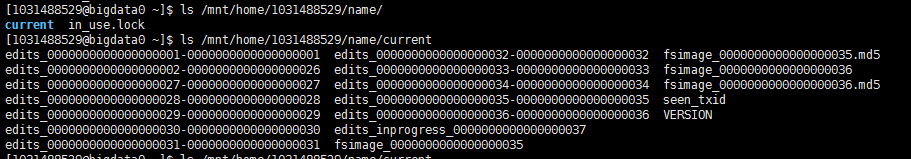 [1031488529@bigdata0 ~]$ ls /mnt/home/1031488529/name/
current  in_use.lock
[1031488529@bigdata0 ~]$ ls /mnt/home/1031488529/name/current
edits_0000000000000000001-0000000000000000001  edits_0000000000000000032-0000000000000000032  fsimage_0000000000000000035.md5
edits_0000000000000000002-0000000000000000026  edits_0000000000000000033-0000000000000000033  fsimage_0000000000000000036
edits_0000000000000000027-0000000000000000027  edits_0000000000000000034-0000000000000000034  fsimage_0000000000000000036.md5
edits_0000000000000000028-0000000000000000028  edits_0000000000000000035-0000000000000000035  seen_txid
edits_0000000000000000029-0000000000000000029  edits_0000000000000000036-0000000000000000036  VERSION
edits_0000000000000000030-0000000000000000030  edits_inprogress_0000000000000000037
edits_0000000000000000031-0000000000000000031  fsimage_0000000000000000035
[1031488529@bigdata0 ~]$ ls /mnt/home/1031488529/name/current